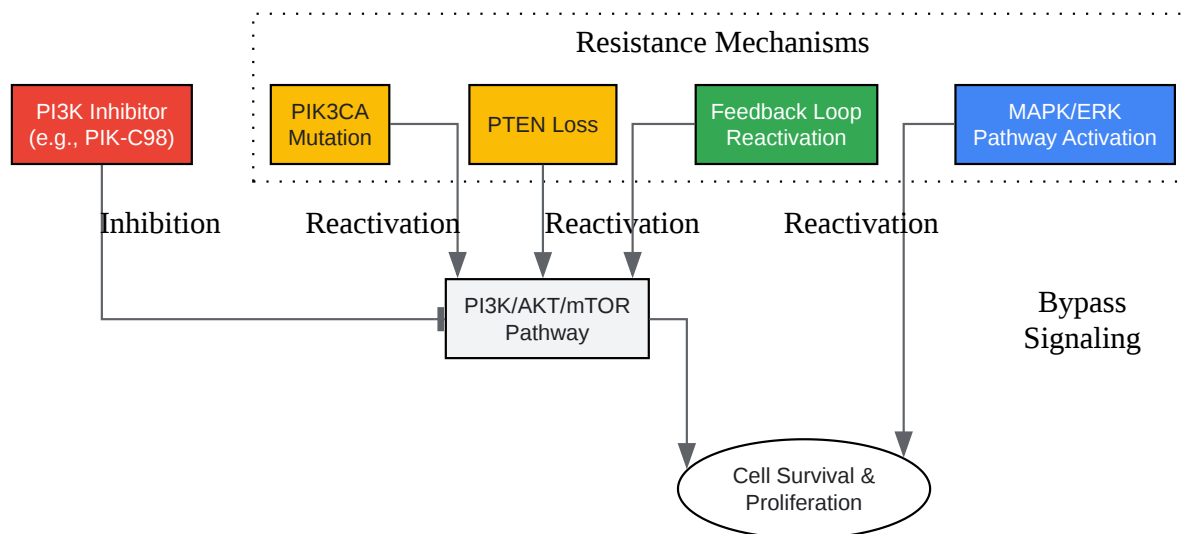 Resistance Mechanisms
PI3K Inhibitor
(e.g., PIK-C98)
PIK3CA
Mutation
PTEN Loss
Feedback Loop
Reactivation
MAPK/ERK
Pathway Activation
Inhibition
Reactivation
Reactivation
Reactivation
PI3K/AKT/mTOR
Pathway
Bypass
Signaling
Cell Survival &
Proliferation